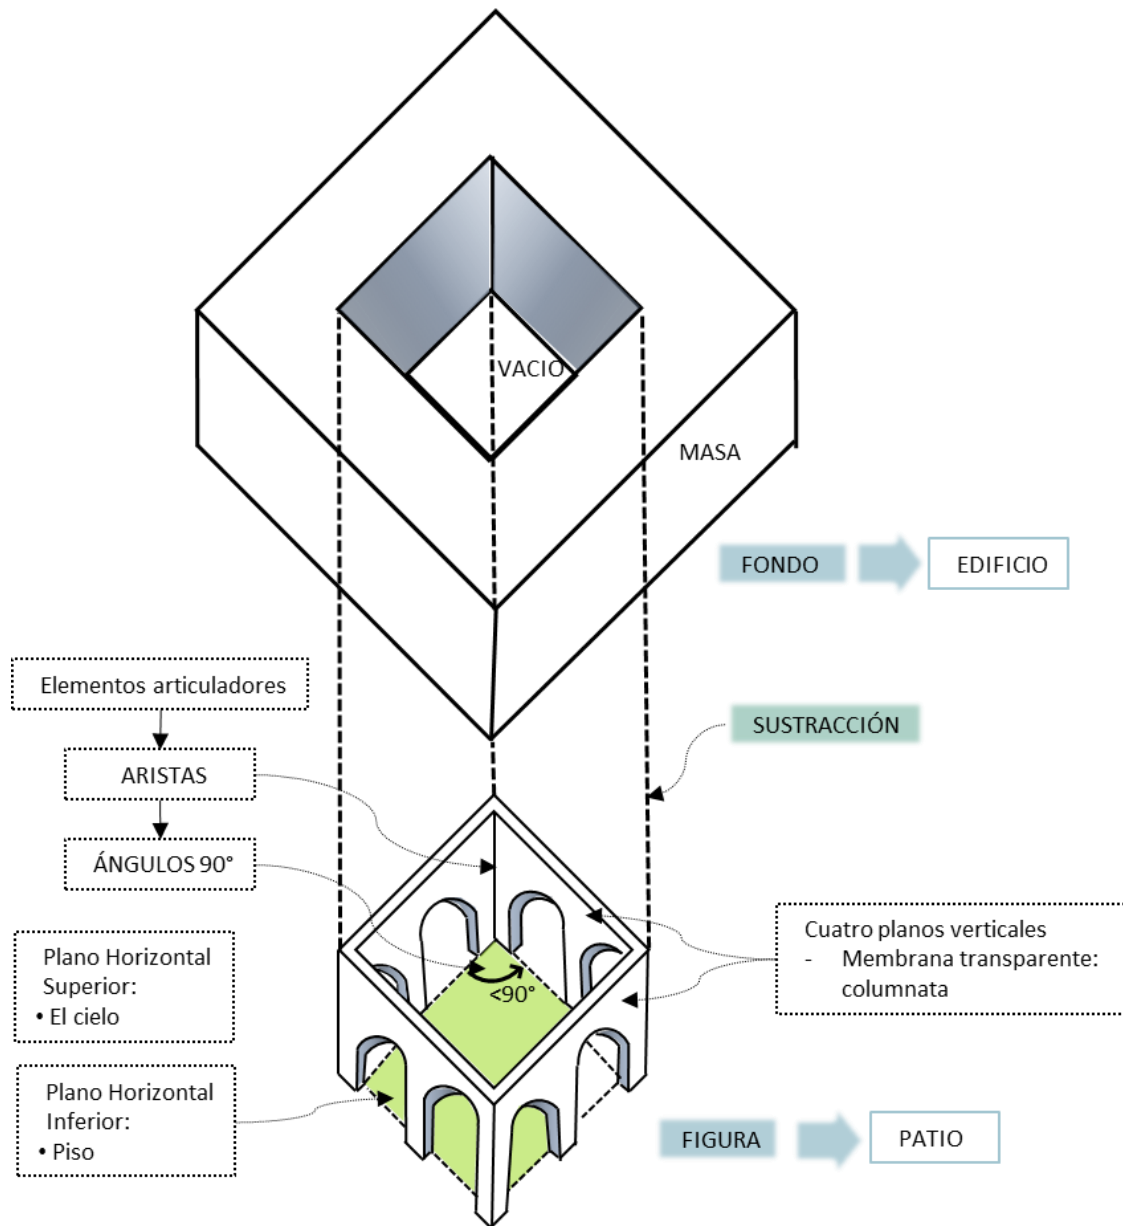 VACIO
MASA
FONDO
EDIFICIO
Elementos articuladores
SUSTRACCIÓN
ARISTAS
ÁNGULOS 90°
Cuatro planos verticales
- Membrana transparente:
columnata
Plano Horizontal
Superior:
• El cielo
<90°
Plano Horizontal
Inferior:
• Piso
FIGURA
PATIO